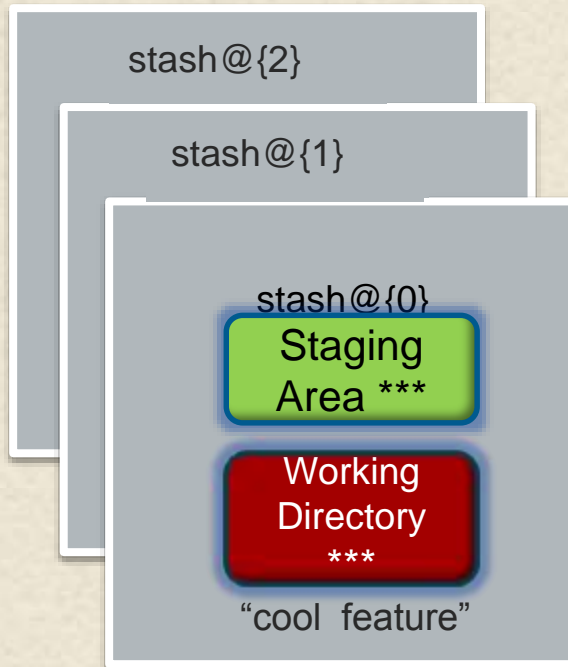 stash@{2}
stash@{1}
stash@{0}
Staging
Area ***
Working
Directory
***
“cool feature”